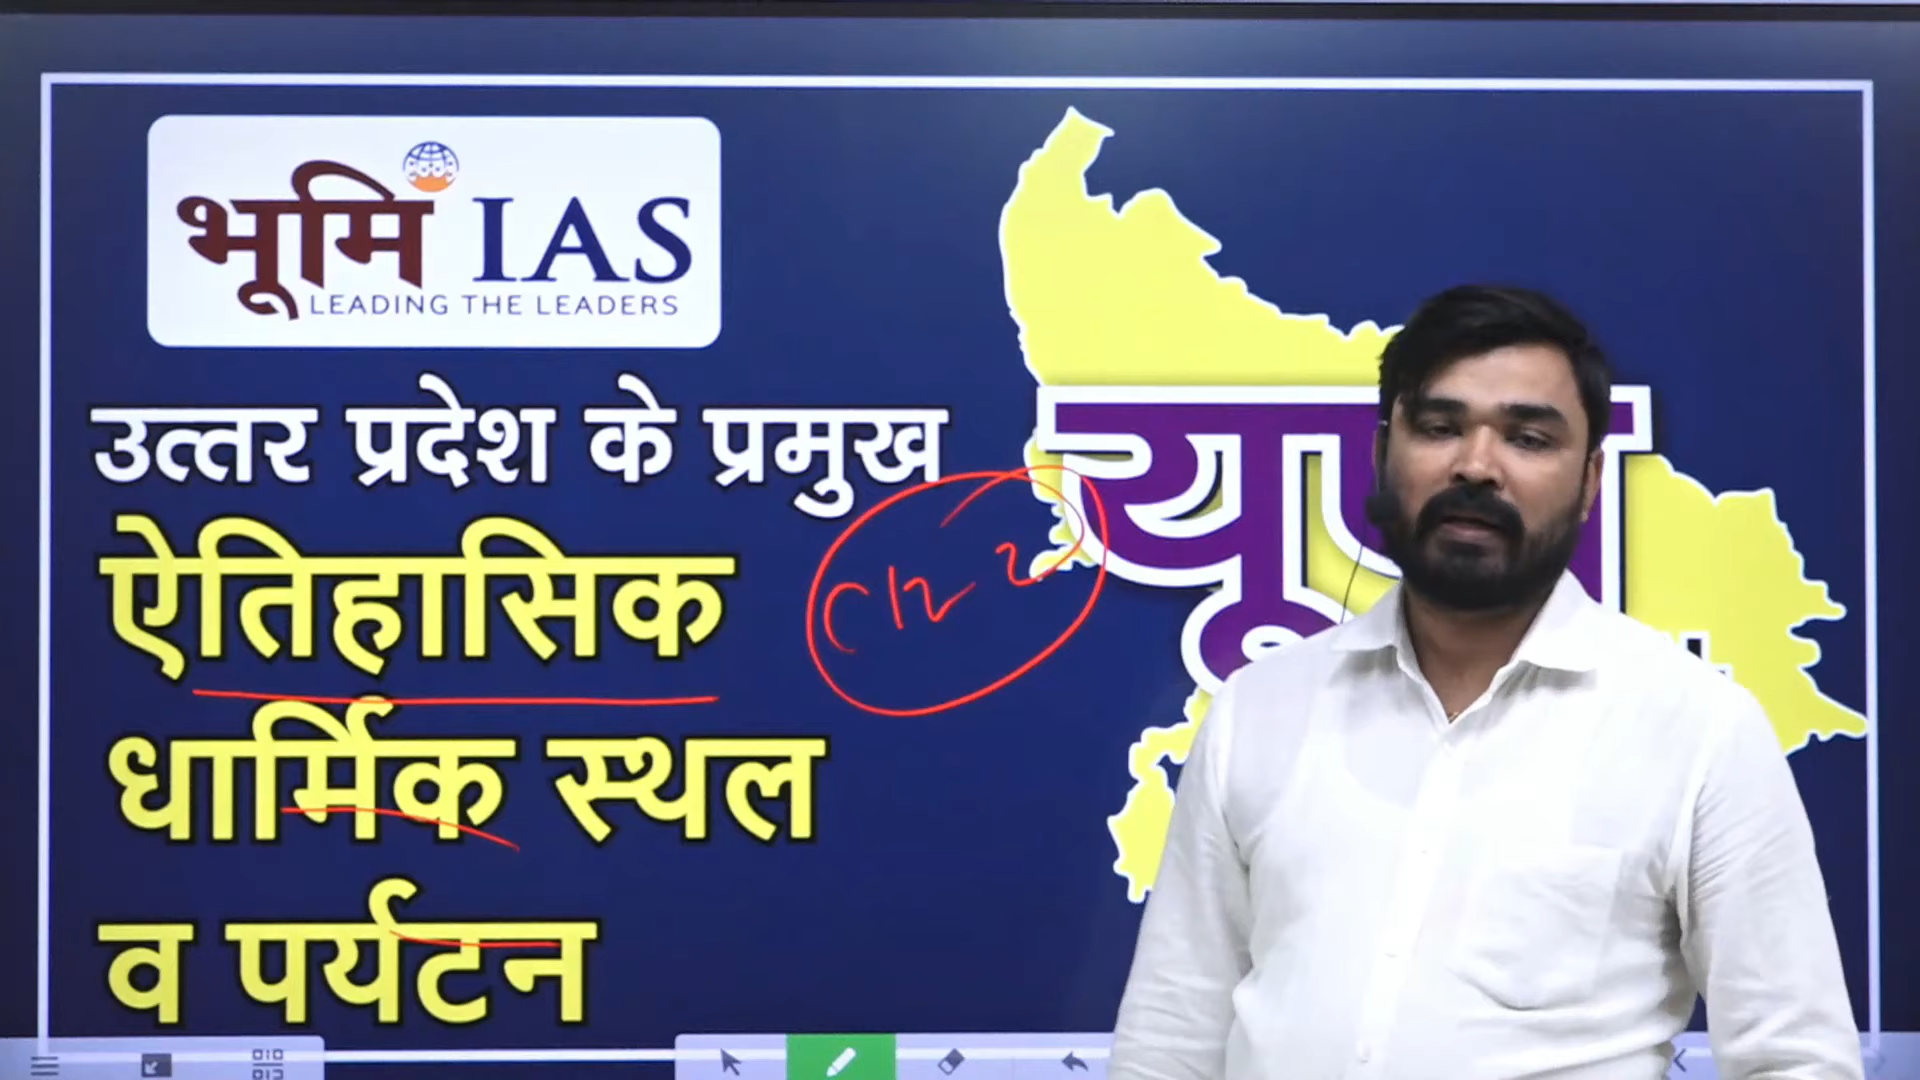 भूमि IAS
LEADING THE LEADERS
उत्तर प्रदेश के प्रमुख
ऐतिहासिक
धार्मिक स्थल
व पर्यटन